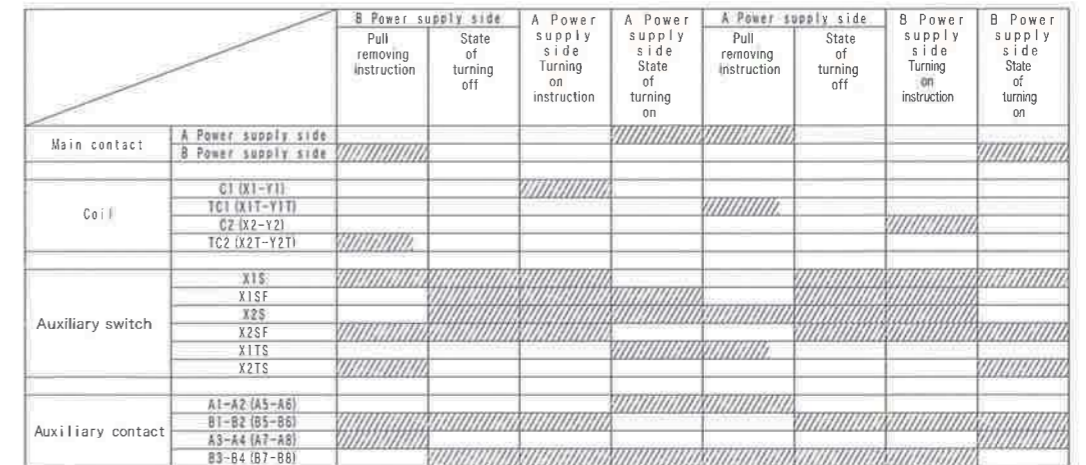 B Power supply side
A Power supply side Turning on instruction
A Power supply side State of turning on
A Power supply side
B Power supply side Turning on instruction
B Power supply side State of turning on
Pull removing instruction
State of turning off
Pull removing instruction
State of turning off
Main contact
A Power supply side
B Power supply side
Coil
C1 (X1-Y1)
TC1 (X1T-Y1T)
C2 (X2-Y2)
TC2 (X2T-Y2T)
Auxiliary switch
X1S
X1SF
X2S
X2SF
X1TS
X2TS
Auxiliary contact
A1-A2 (A5-A6)
B1-B2 (B5-B6)
A3-A4 (A7-A8)
B3-B4 (B7-B8)